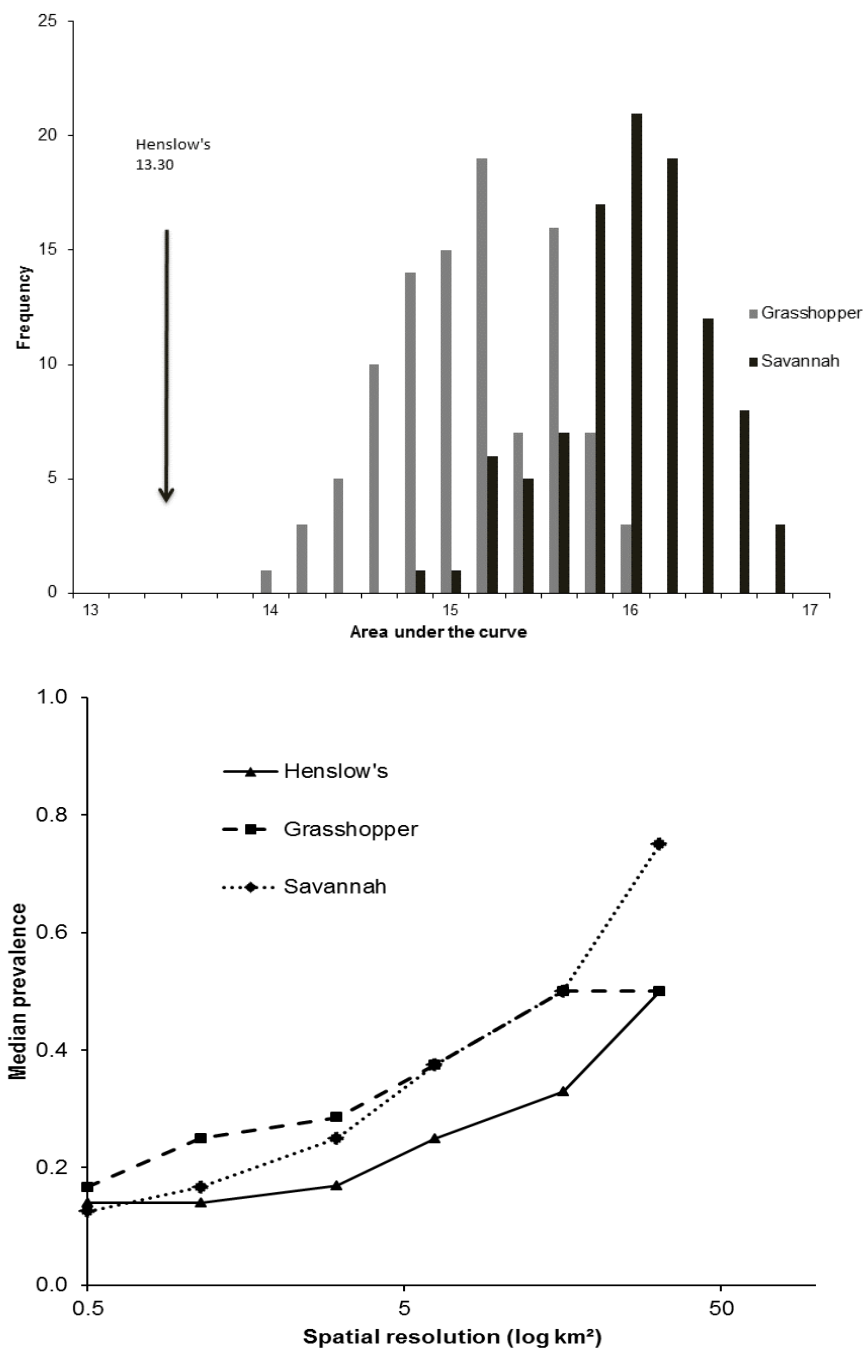 25
20
15
10
5
0
Frequency
Henslow's
13.30
Grasshopper
Savannah
13
14
15
16
17
Area under the curve
1.0
0.8
0.6
0.4
0.2
0.0
Median prevalence
Henslow's
Grasshopper
Savannah
0.5
5
50
Spatial resolution (log km²)